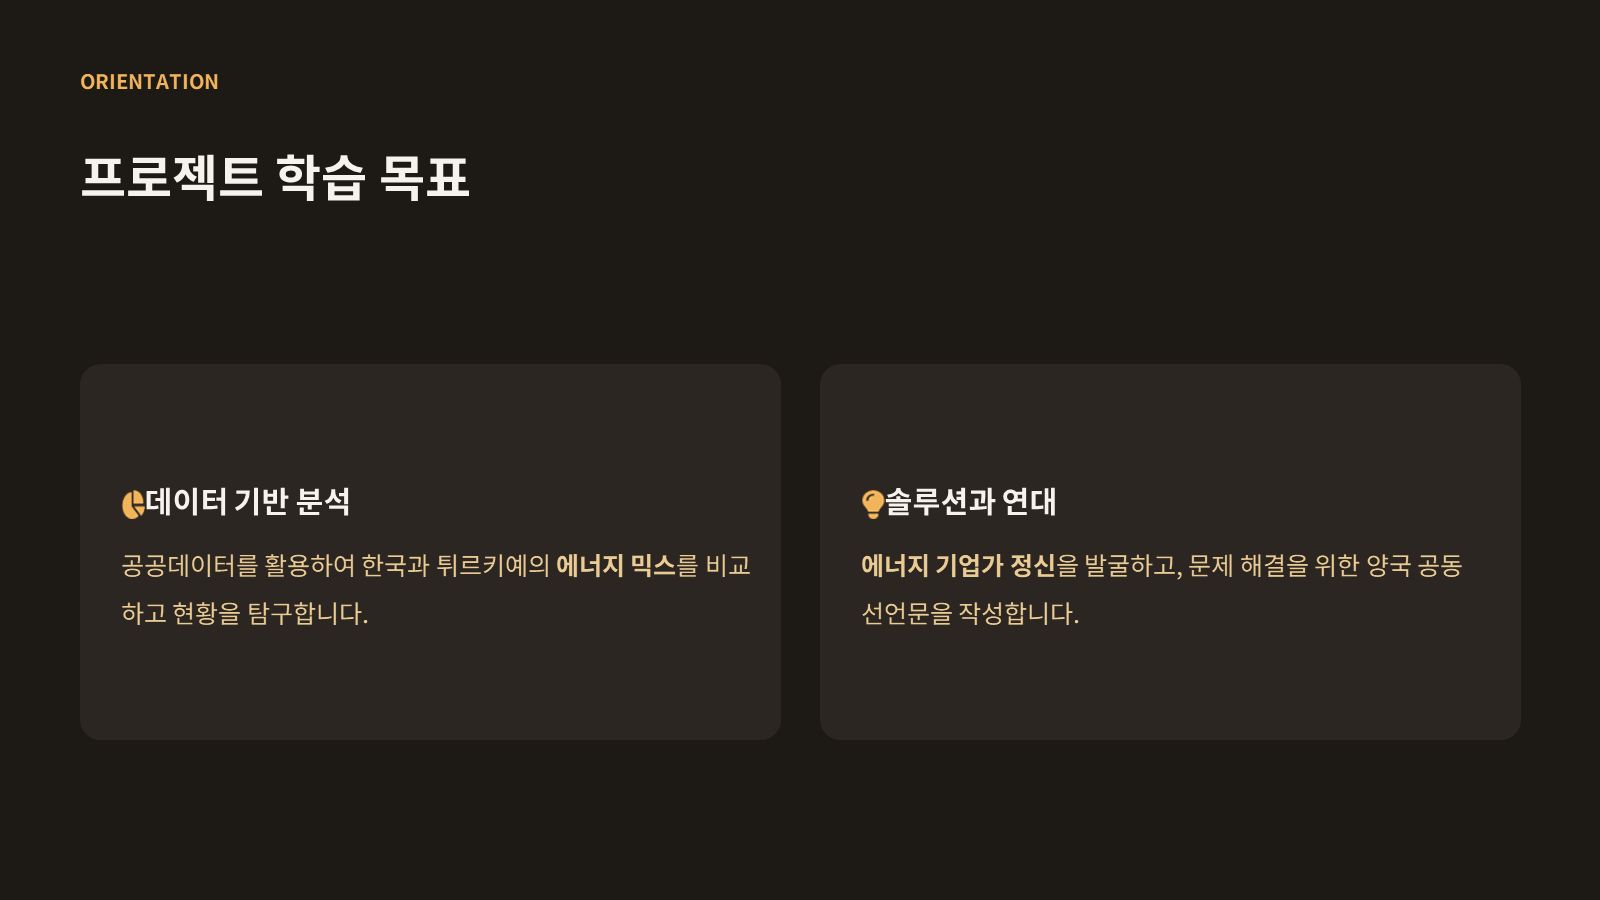 ORIENTATION
프로젝트 학습 목표
데이터 기반 분석
공공데이터를 활용하여 한국과 튀르키예의 에너지 믹스를 비교
하고 현황을 탐구합니다.
솔루션과 연대
에너지 기업가 정신을 발굴하고, 문제 해결을 위한 양국 공동
선언문을 작성합니다.